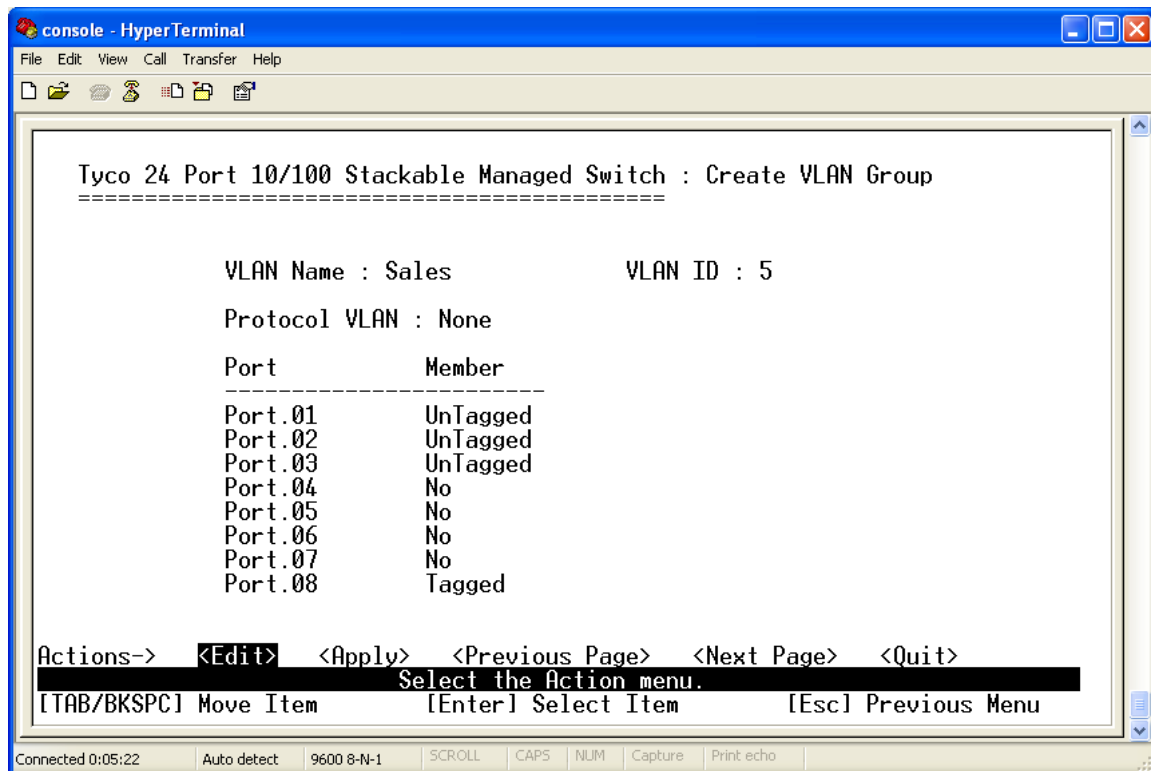 console - HyperTerminal
File Edit View Call Transfer Help
Tyco 24 Port 10/100 Stackable Managed Switch : Create VLAN Group
============================================
VLAN Name : Sales VLAN ID : 5
Protocol VLAN : None
Port Member
------------------------
Port.01 UnTagged
Port.02 UnTagged
Port.03 UnTagged
Port.04 No
Port.05 No
Port.06 No
Port.07 No
Port.08 Tagged
Actions-> <Edit> <Apply> <Previous Page> <Next Page> <Quit>
Select the Action menu.
[TAB/BKSPC] Move Item [Enter] Select Item [Esc] Previous Menu
Connected 0:05:22 Auto detect 9600 8-N-1 SCROLL CAPS NUM Capture Print echo